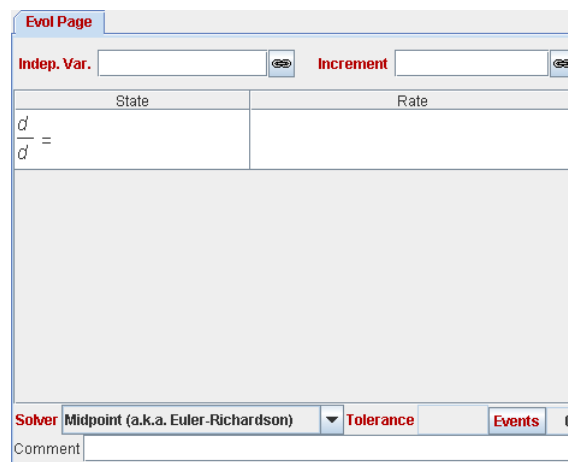 Evol Page
Indep. Var. Increment
State Rate
d
d =
Solver Midpoint (a.k.a. Euler-Richardson) Tolerance Events
Comment